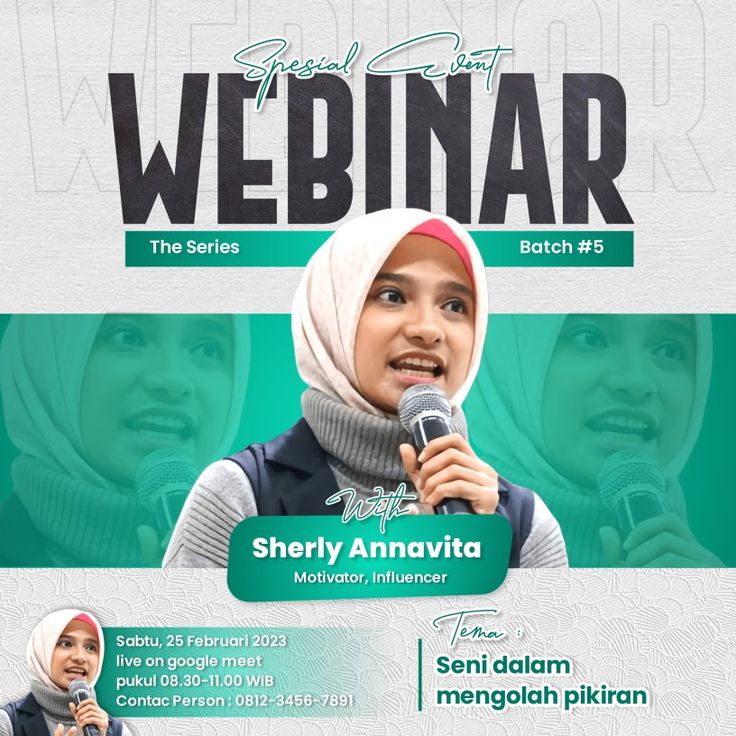 WEBINAR
Spesial Event
WEBINAR
The Series
Batch #5
With
Sherly Annavita
Motivator, Influencer
Sabtu, 25 Februari 2023
live on google meet
pukul 08.30-11.00 WIB
Contac Person : 0812-3456-7891
Tema :
Seni dalam
mengolah pikiran